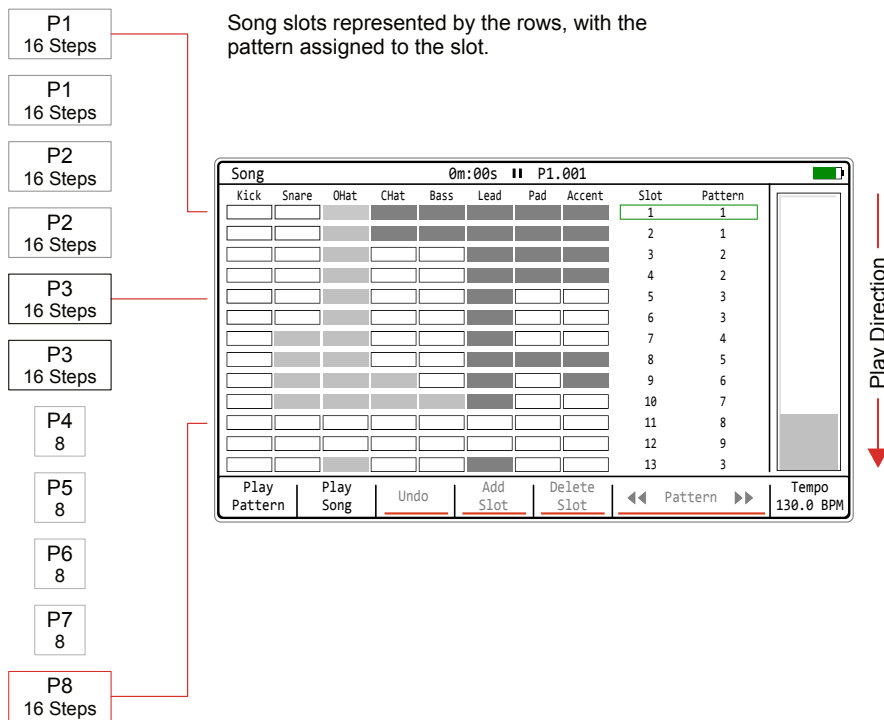 Song slots represented by the rows, with the
pattern assigned to the slot.
P1
16 Steps
P1
16 Steps
P2
16 Steps
P2
16 Steps
P3
16 Steps
P3
16 Steps
P4
8
P5
8
P6
8
P7
8
P8
16 Steps
Song 0m:00s P1.001
Kick Snare OHat CHat Bass Lead Pad Accent Slot Pattern
1 1
2 1
3 2
4 2
5 3
6 3
7 4
8 5
9 6
10 7
11 8
12 9
13 3
Play Pattern
Play Song
Undo
Add Slot
Delete Slot
Pattern
Tempo
130.0 BPM
Play Direction